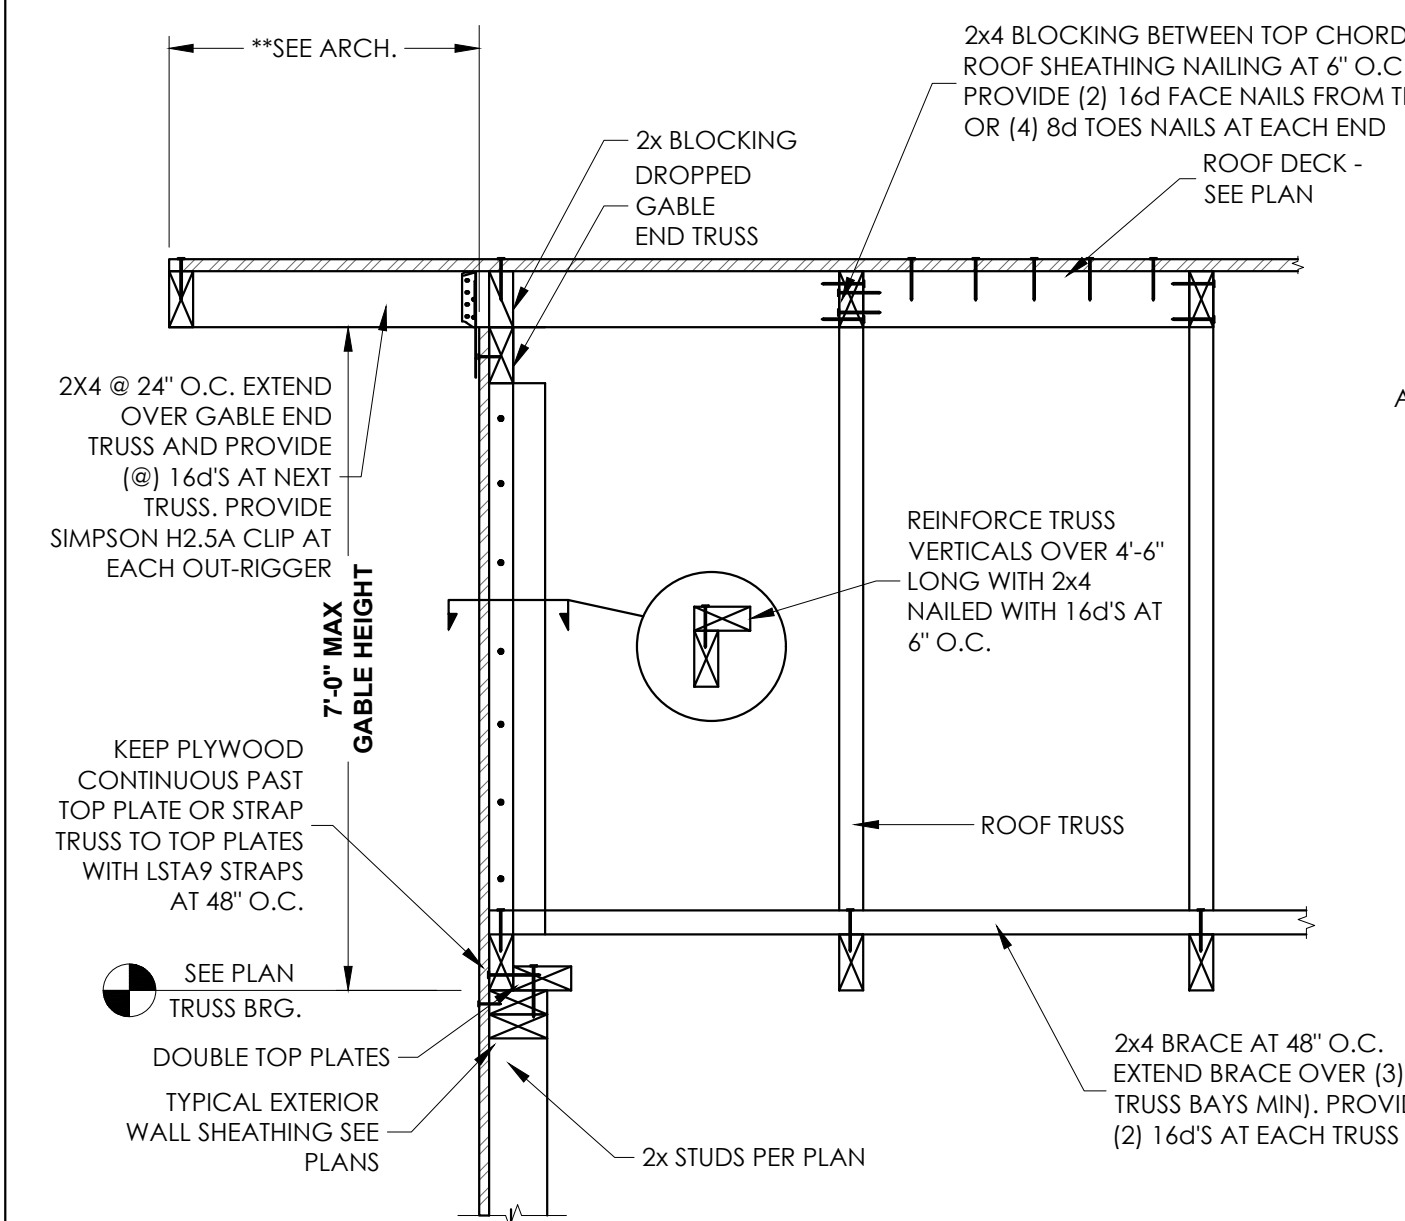 **SEE ARCH.
2x4 BLOCKING BETWEEN TOP CHORD
ROOF SHEATHING NAILING AT 6" O.C
PROVIDE (2) 16d FACE NAILS FROM
OR (4) 8d TOES NAILS AT EACH END
2x BLOCKING
DROPPED
GABLE
END TRUSS
ROOF DECK -
SEE PLAN
2X4 @ 24" O.C. EXTEND
OVER GABLE END
TRUSS AND PROVIDE
(@) 16d'S AT NEXT
TRUSS. PROVIDE
SIMPSON H2.5A CLIP AT
EACH OUT-RIGGER
7'-0" MAX
GABLE HEIGHT
REINFORCE TRUSS
VERTICALS OVER 4'-6"
LONG WITH 2x4
NAILED WITH 16d'S AT
6" O.C.
KEEP PLYWOOD
CONTINUOUS PAST
TOP PLATE OR STRAP
TRUSS TO TOP PLATES
WITH LSTA9 STRAPS
AT 48" O.C.
ROOF TRUSS
SEE PLAN
TRUSS BRG.
DOUBLE TOP PLATES
TYPICAL EXTERIOR
WALL SHEATHING SEE
PLANS
2x STUDS PER PLAN
2x4 BRACE AT 48" O.C.
EXTEND BRACE OVER (3)
TRUSS BAYS MIN). PROVI
(2) 16d'S AT EACH TRUSS